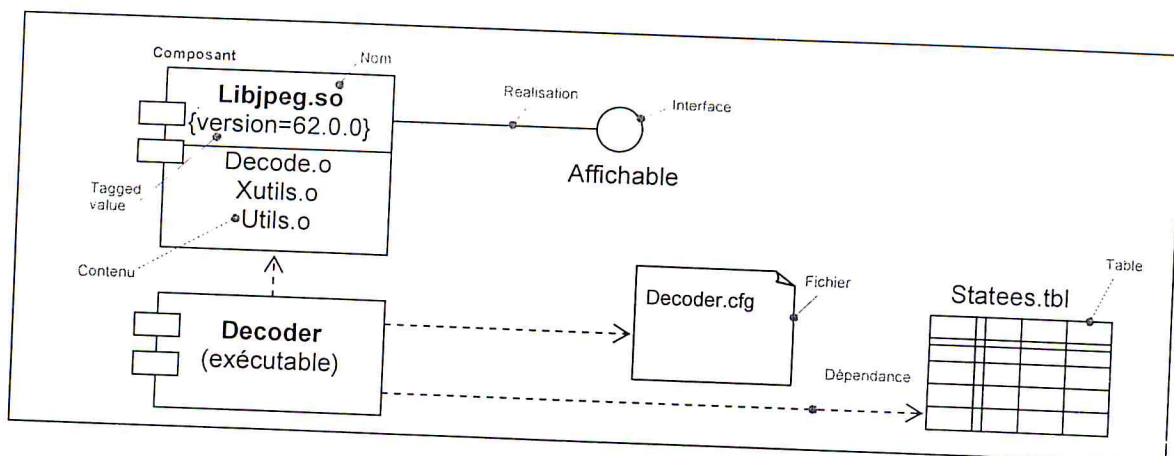 Composant
Nom
Libjpeg.so
{version=62.0.0}
Realisation
Interface
Affichable
Decode.o
Xutils.o
Utils.o
Tagged
value
Contenu
Decoder
(exécutable)
Decoder.cfg
Fichier
Statees.tbl
Table
Dépendance